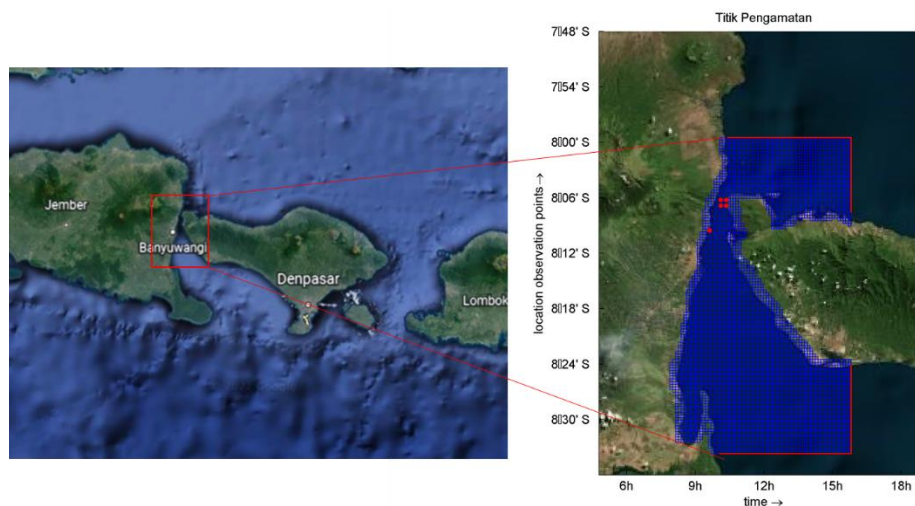 Jember
Banyuwangi
Denpasar
Lombok
Titik Pengamatan
7▯48' S
7▯54' S
8▯00' S
8▯06' S
8▯12' S
8▯18' S
8▯24' S
8▯30' S
location observation points →
6h 9h 12h 15h 18h
time →